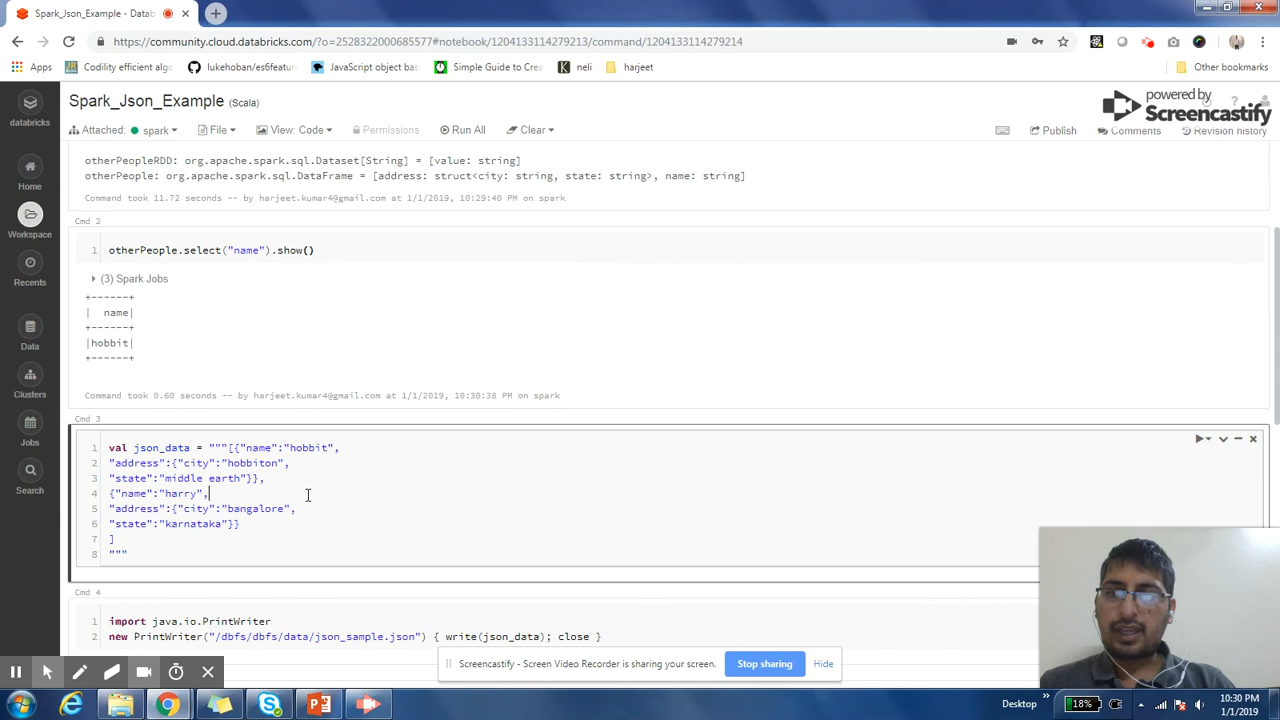 Spark_Json_Example - Datab
https://community.cloud.databricks.com/?o=2528322000685577#notebook/1204133114279213/command/1204133114279214
Apps
Codility efficient algo
lukehoban/es6featur
JavaScript object bas
Simple Guide to Crea
neli
harjeet
Other bookmarks
databricks
Spark_Json_Example (Scala)
powered by
Screencastify
Attached: spark
File
View: Code
Permissions
Run All
Clear
Publish
Comments
Revision history
Home
Workspace
Recents
Data
Clusters
Jobs
Search
otherPeopleRDD: org.apache.spark.sql.Dataset[String] = [value: string]
otherPeople: org.apache.spark.sql.DataFrame = [address: struct<city: string, state: string>, name: string]
Command took 11.72 seconds -- by harjeet.kumar4@gmail.com at 1/1/2019, 10:29:40 PM on spark
Cmd 2
1 otherPeople.select("name").show()
(3) Spark Jobs
+------+
|  name|
+------+
|hobbit|
+------+
Command took 0.60 seconds -- by harjeet.kumar4@gmail.com at 1/1/2019, 10:30:38 PM on spark
Cmd 3
1 val json_data = """[{"name":"hobbit",
2 "address":{"city":"hobbiton",
3 "state":"middle earth"}},
4 {"name":"harry",
5 "address":{"city":"bangalore",
6 "state":"karnataka"}}
7 ]
8 """
Cmd 4
1 import java.io.PrintWriter
2 new PrintWriter("/dbfs/dbfs/data/json_sample.json") { write(json_data); close }
Screencastify - Screen Video Recorder is sharing your screen.
Stop sharing
Hide
Desktop
18%
10:30 PM
1/1/2019